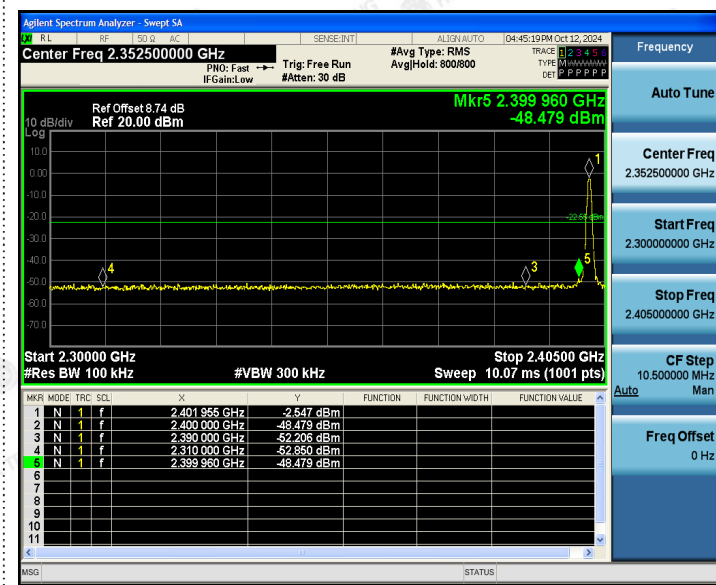 Agilent Spectrum Analyzer - Swept SA
LXI RL RF 50 Ω AC SENSE:INT ALIGN AUTO 04:45:19 PM Oct 12, 2024
Center Freq 2.352500000 GHz #Avg Type: RMS TRACE 1 2 3 4 5 6
PNO: Fast Trig: Free Run Avg|Hold: 800/800 TYPE M
IFGain:Low #Atten: 30 dB DET P P P P P P
Ref Offset 8.74 dB Mkr5 2.399 960 GHz
10 dB/div Ref 20.00 dBm -48.479 dBm
Log
10.0
0.00
-10.0
-20.0
-22.55 dBm
-30.0
-40.0
-50.0
-60.0
-70.0
1
4
3
5
Start 2.30000 GHz Stop 2.40500 GHz
#Res BW 100 kHz #VBW 300 kHz Sweep 10.07 ms (1001 pts)
MKR MODE TRC SCL X Y FUNCTION FUNCTION WIDTH FUNCTION VALUE
1 N 1 f 2.401 955 GHz -2.547 dBm
2 N 1 f 2.400 000 GHz -48.479 dBm
3 N 1 f 2.390 000 GHz -52.206 dBm
4 N 1 f 2.310 000 GHz -52.850 dBm
5 N 1 f 2.399 960 GHz -48.479 dBm
6
7
8
9
10
11
MSG STATUS
Frequency
Auto Tune
Center Freq
2.352500000 GHz
Start Freq
2.300000000 GHz
Stop Freq
2.405000000 GHz
CF Step
10.500000 MHz
Auto Man
Freq Offset
0 Hz